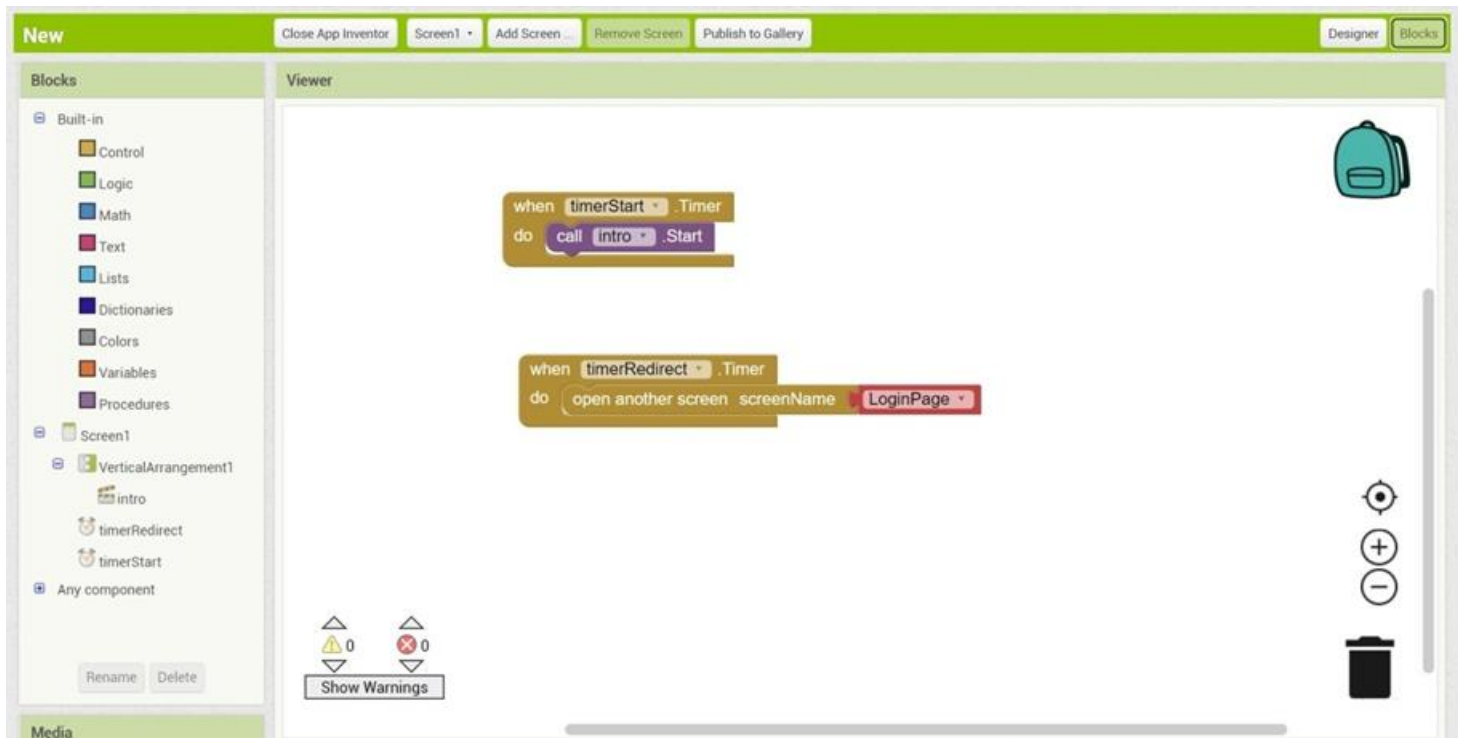 New
Close App Inventor
Screen1
Add Screen ...
Remove Screen
Publish to Gallery
Designer
Blocks
Blocks
Built-in
Control
Logic
Math
Text
Lists
Dictionaries
Colors
Variables
Procedures
Screen1
VerticalArrangement1
intro
timerRedirect
timerStart
Any component
Rename Delete
Media
Viewer
when timerStart .Timer
do call intro .Start
when timerRedirect .Timer
do open another screen screenName LoginPage
0 0
Show Warnings